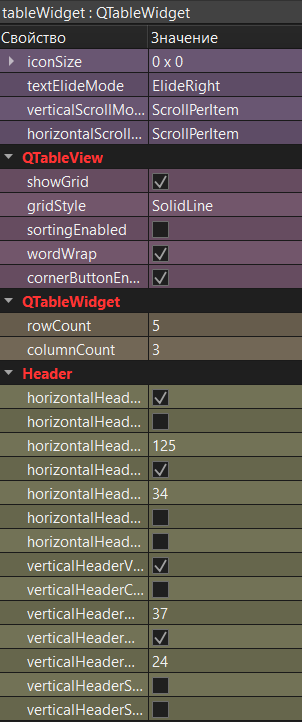 tableWidget : QTableWidget
Свойство Значение
iconSize 0 x 0
textElideMode ElideRight
verticalScrollMo... ScrollPerItem
horizontalScroll... ScrollPerItem
QTableView
showGrid
gridStyle SolidLine
sortingEnabled
wordWrap
cornerButtonEn...
QTableWidget
rowCount 5
columnCount 3
Header
horizontalHead...
horizontalHead...
horizontalHead... 125
horizontalHead...
horizontalHead... 34
horizontalHead...
horizontalHead...
verticalHeaderV...
verticalHeaderC...
verticalHeader... 37
verticalHeader...
verticalHeader... 24
verticalHeaderS...
verticalHeaderS...